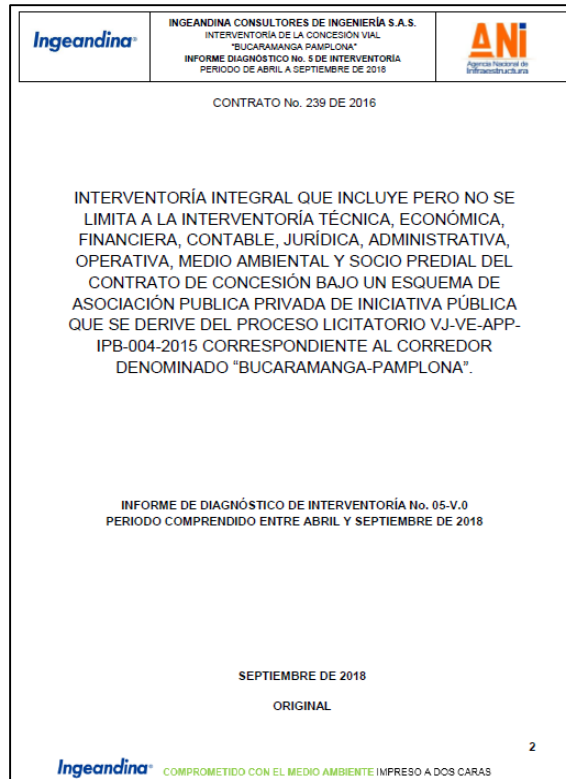 Ingeandina
INGEANDINA CONSULTORES DE INGENIERÍA S.A.S.
INTERVENTORÍA DE LA CONCESIÓN VIAL
"BUCARAMANGA PAMPLONA"
INFORME DIAGNÓSTICO No. 5 DE INTERVENTORÍA
PERIODO DE ABRIL A SEPTIEMBRE DE 2018
ANI
Agencia Nacional de
Infraestructura
CONTRATO No. 239 DE 2016
INTERVENTORÍA INTEGRAL QUE INCLUYE PERO NO SE
LIMITA A LA INTERVENTORÍA TÉCNICA, ECONÓMICA,
FINANCIERA, CONTABLE, JURÍDICA, ADMINISTRATIVA,
OPERATIVA, MEDIO AMBIENTAL Y SOCIO PREDIAL DEL
CONTRATO DE CONCESIÓN BAJO UN ESQUEMA DE
ASOCIACIÓN PUBLICA PRIVADA DE INICIATIVA PÚBLICA
QUE SE DERIVE DEL PROCESO LICITATORIO VJ-VE-APP-
IPB-004-2015 CORRESPONDIENTE AL CORREDOR
DENOMINADO "BUCARAMANGA-PAMPLONA".
INFORME DE DIAGNÓSTICO DE INTERVENTORÍA No. 05-V.0
PERIODO COMPRENDIDO ENTRE ABRIL Y SEPTIEMBRE DE 2018
SEPTIEMBRE DE 2018
ORIGINAL
2
Ingeandina COMPROMETIDO CON EL MEDIO AMBIENTE IMPRESO A DOS CARAS